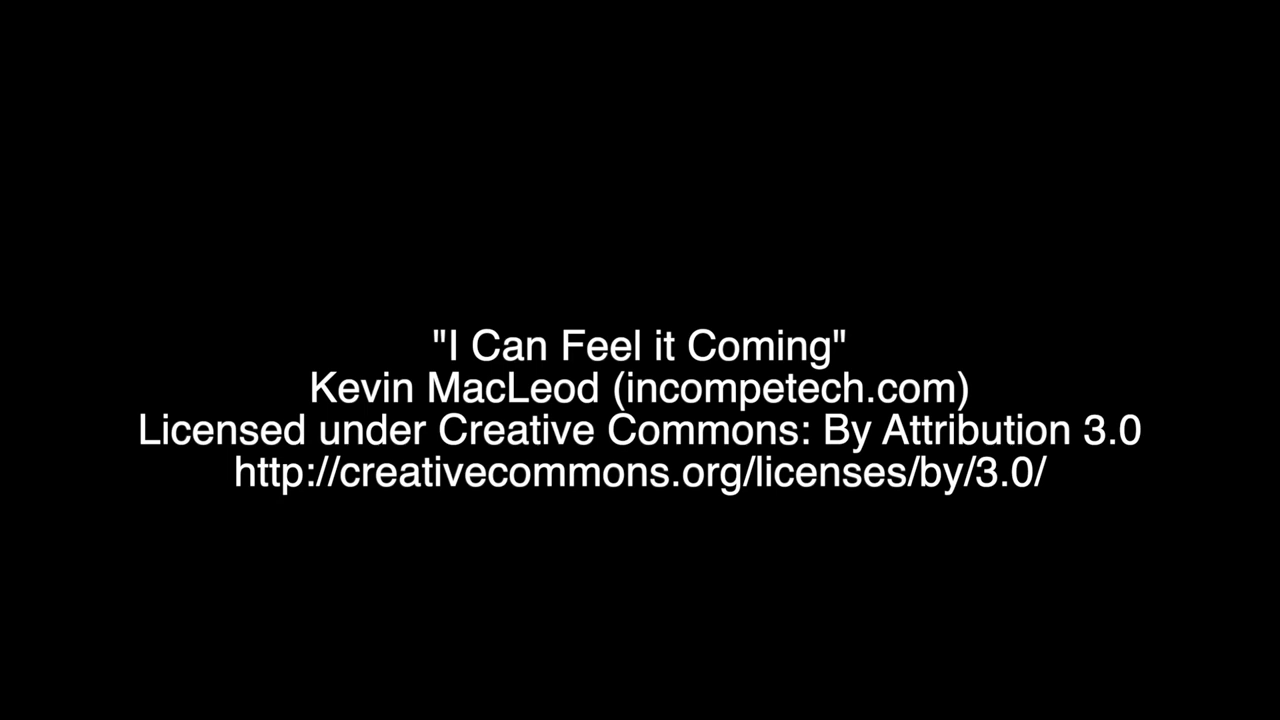 "I Can Feel it Coming"
Kevin MacLeod (incompetech.com)
Licensed under Creative Commons: By Attribution 3.0
http://creativecommons.org/licenses/by/3.0/